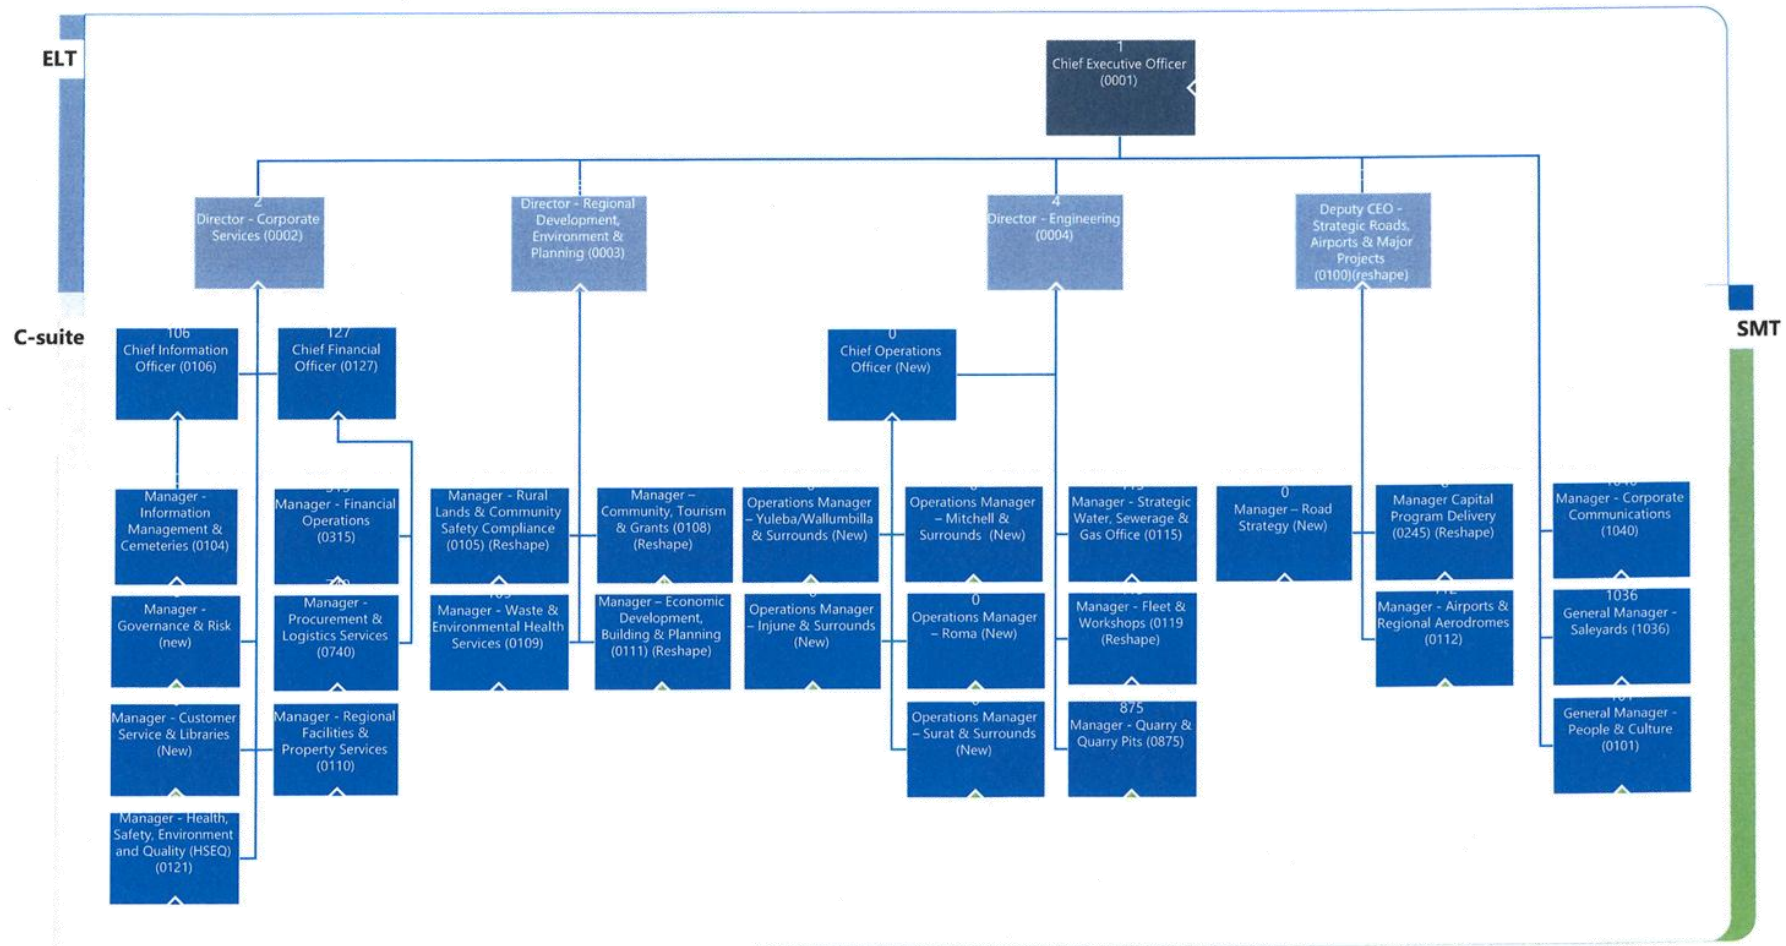 ELT
1
Chief Executive Officer
(0001)
2
Director - Corporate
Services (0002)
Director - Regional
Development,
Environment &
Planning (0003)
4
Director - Engineering
(0004)
Deputy CEO -
Strategic Roads,
Airports & Major
Projects
(0100)(reshape)
C-suite
SMT
106
Chief Information
Officer (0106)
127
Chief Financial
Officer (0127)
0
Chief Operations
Officer (New)
Manager -
Information
Management &
Cemeteries (0104)
Manager - Financial
Operations
(0315)
Manager - Rural
Lands & Community
Safety Compliance
(0105) (Reshape)
Manager –
Community, Tourism
& Grants (0108)
(Reshape)
Operations Manager
– Yuleba/Wallumbilla
& Surrounds (New)
Operations Manager
– Mitchell &
Surrounds (New)
Manager - Strategic
Water, Sewerage &
Gas Office (0115)
0
Manager – Road
Strategy (New)
Manager Capital
Program Delivery
(0245) (Reshape)
Manager - Corporate
Communications
(1040)
Manager -
Governance & Risk
(new)
Manager -
Procurement &
Logistics Services
(0740)
Manager - Waste &
Environmental Health
Services (0109)
Manager – Economic
Development,
Building & Planning
(0111) (Reshape)
Operations Manager
– Injune & Surrounds
(New)
0
Operations Manager
– Roma (New)
Manager - Fleet &
Workshops (0119
(Reshape)
Manager - Airports &
Regional Aerodromes
(0112)
1036
General Manager -
Saleyards (1036)
Manager - Customer
Service & Libraries
(New)
Manager - Regional
Facilities &
Property Services
(0110)
Operations Manager
– Surat & Surrounds
(New)
875
Manager - Quarry &
Quarry Pits (0875)
General Manager -
People & Culture
(0101)
Manager - Health,
Safety, Environment
and Quality (HSEQ)
(0121)